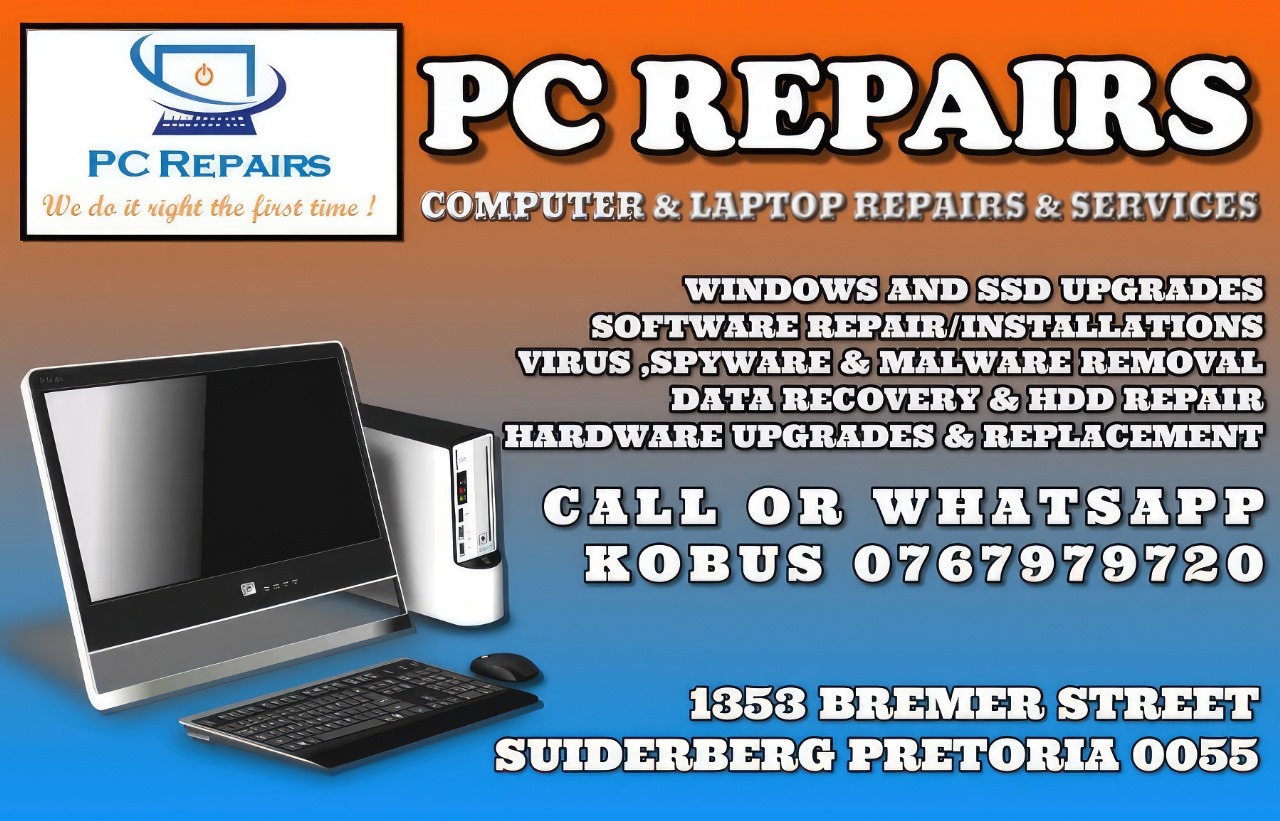 PC REPAIRS
We do it right the first time !
PC REPAIRS
COMPUTER & LAPTOP REPAIRS & SERVICES
WINDOWS AND SSD UPGRADES
SOFTWARE REPAIR/INSTALLATIONS
VIRUS ,SPYWARE & MALWARE REMOVAL
DATA RECOVERY & HDD REPAIR
HARDWARE UPGRADES & REPLACEMENT
CALL OR WHATSAPP
KOBUS 0767979720
1353 BREMER STREET
SUIDERBERG PRETORIA 0055